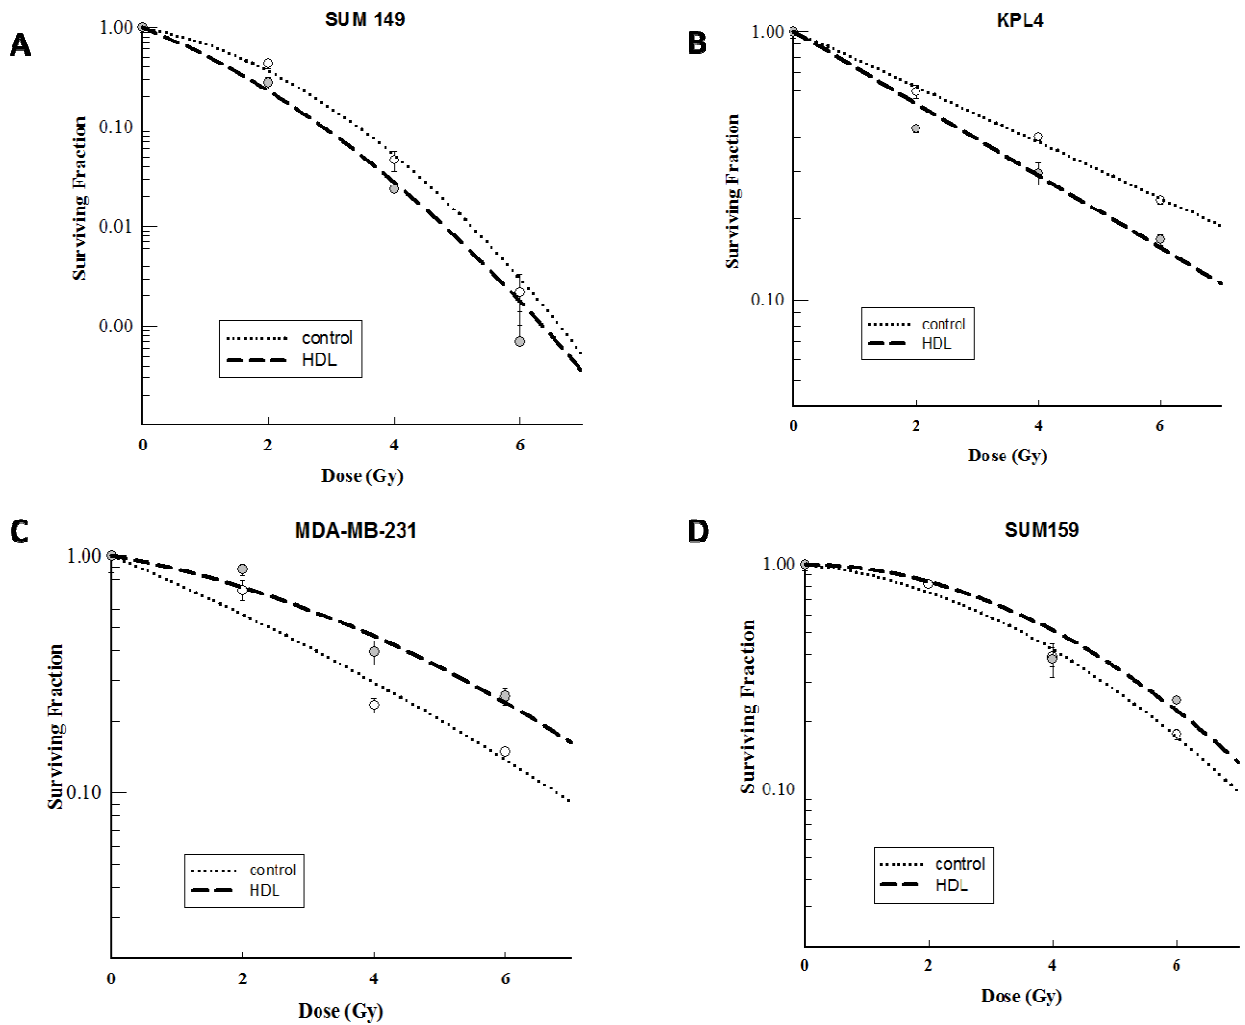 A
SUM 149
1.00
0.10
0.01
0.00
Surviving Fraction
control
HDL
0
2
4
6
Dose (Gy)
B
KPL4
1.00
0.10
Surviving Fraction
control
HDL
0
2
4
6
Dose (Gy)
C
MDA-MB-231
1.00
0.10
Surviving Fraction
control
HDL
0
2
4
6
Dose (Gy)
D
SUM159
1.00
0.10
Surviving Fraction
control
HDL
0
2
4
6
Dose (Gy)